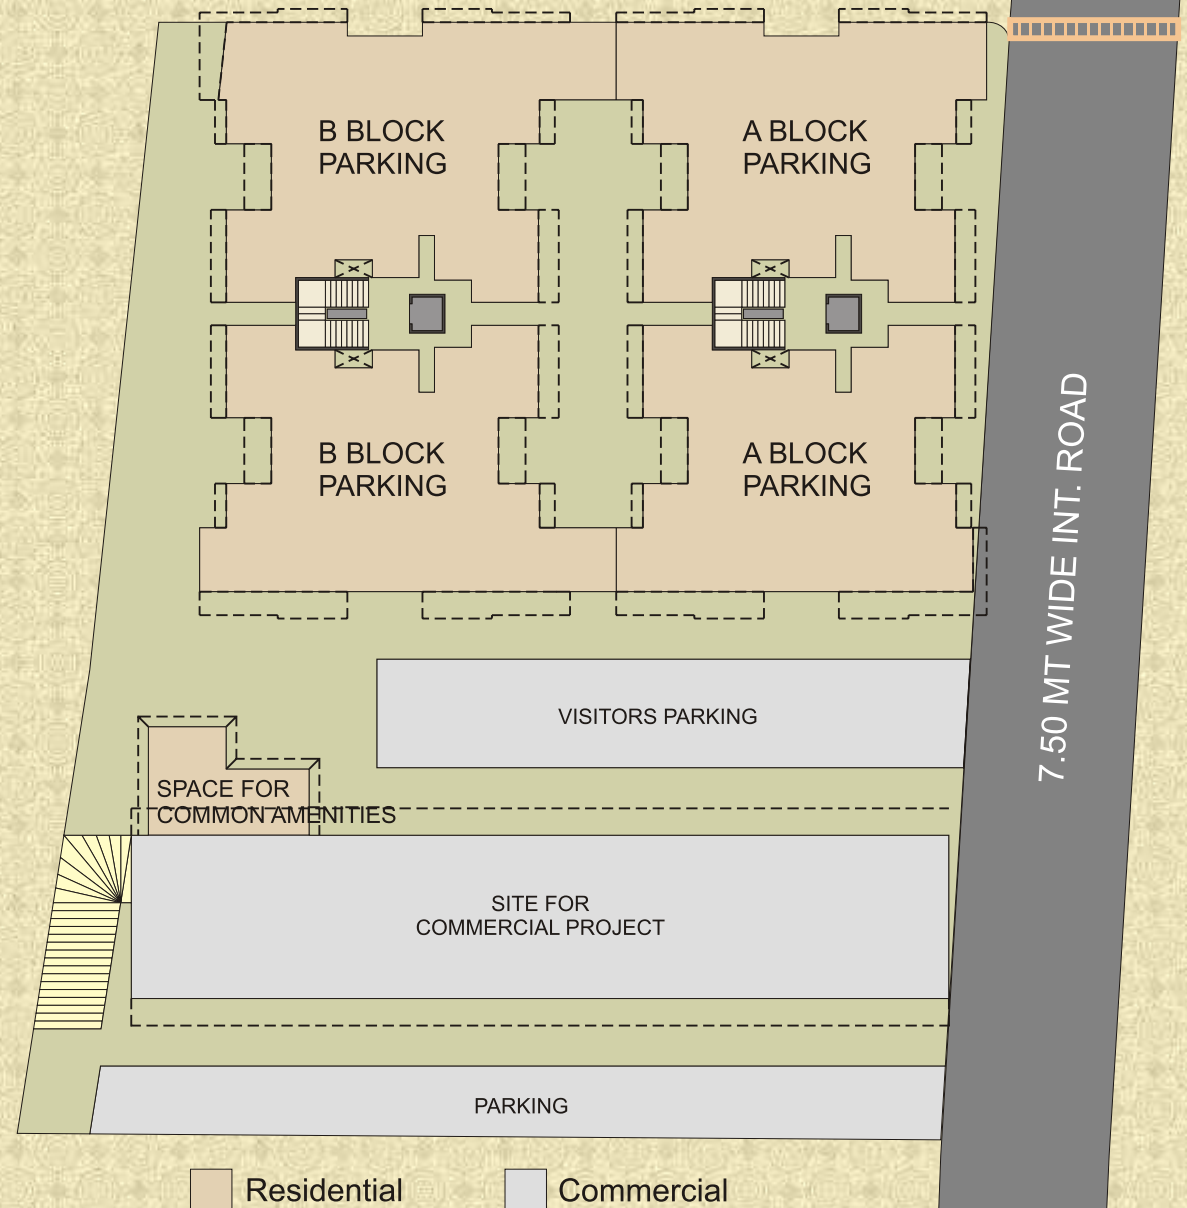 B BLOCK
PARKING
A BLOCK
PARKING
B BLOCK
PARKING
A BLOCK
PARKING
7.50 MT WIDE INT. ROAD
VISITORS PARKING
SPACE FOR
COMMON AMENITIES
SITE FOR
COMMERCIAL PROJECT
PARKING
Residential
Commercial